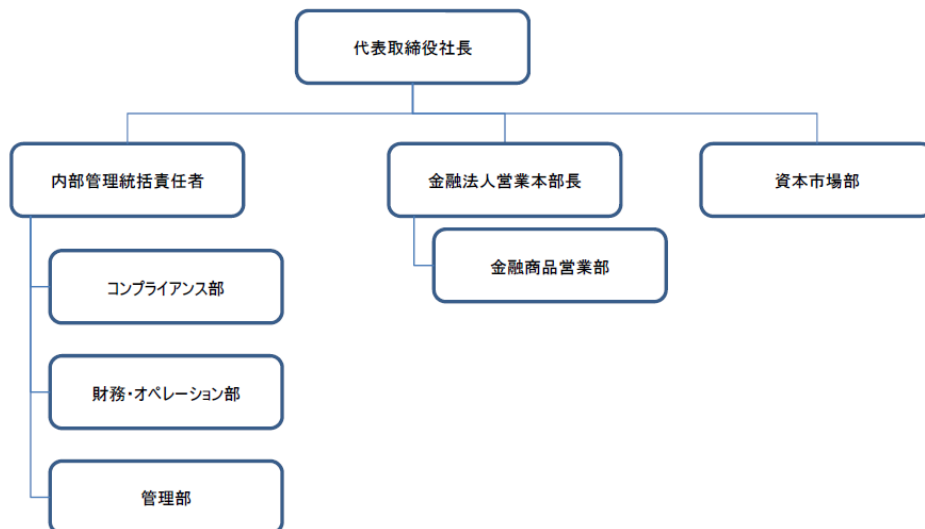 代表取締役社長
内部管理統括責任者
金融法人営業本部長
資本市場部
金融商品営業部
コンプライアンス部
財務・オペレーション部
管理部